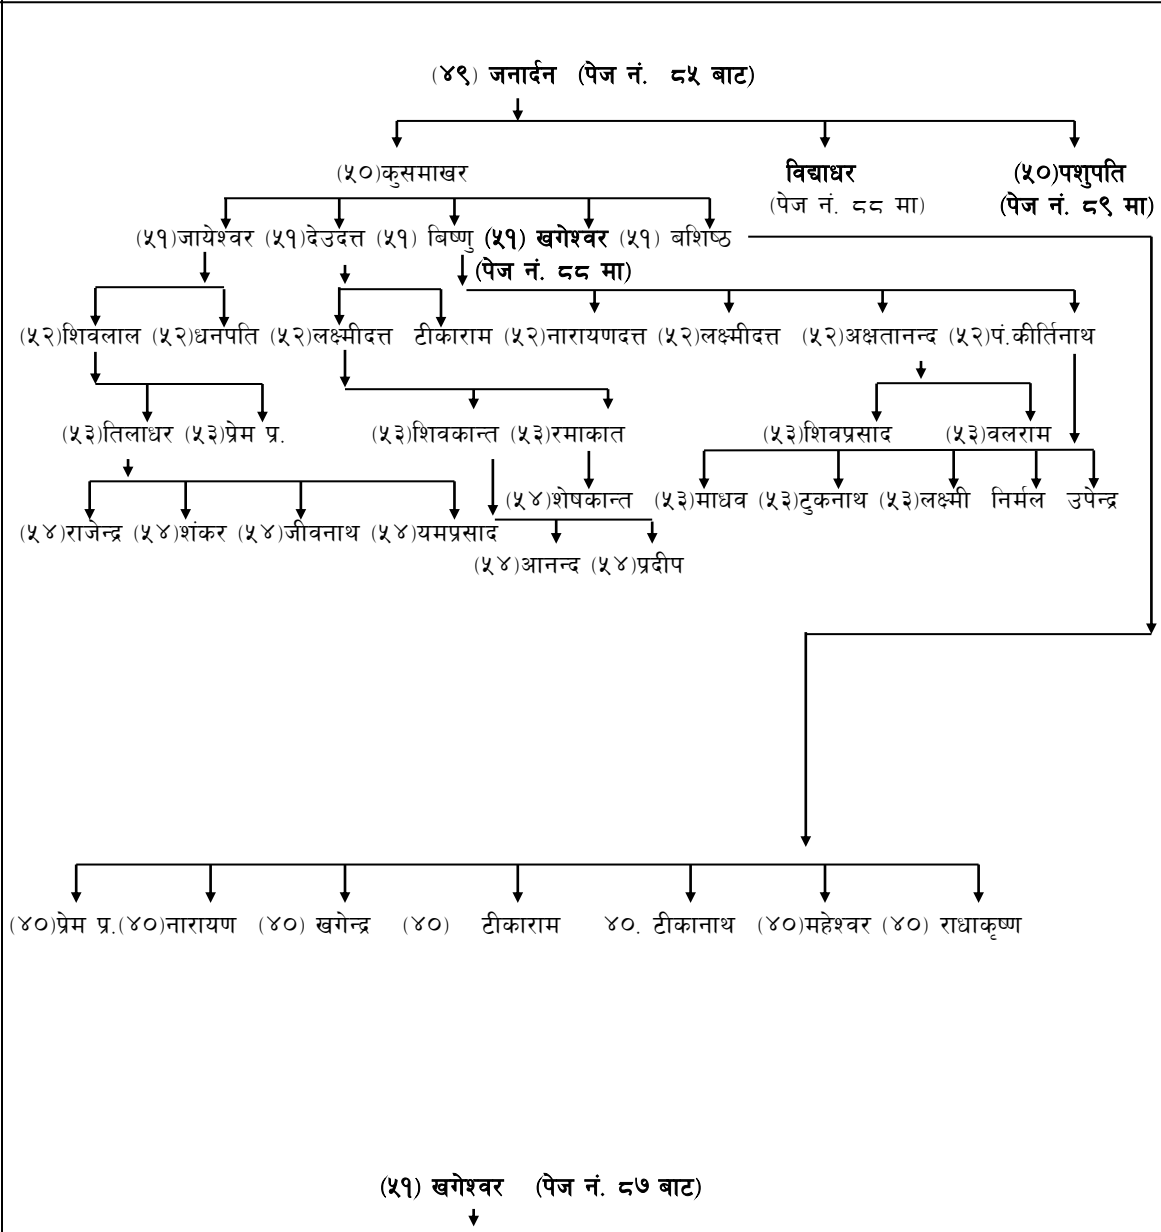 (४९) जनार्दन (पेज नं. ८५ बाट)
(५०)कुसमाखर विद्याधर (५०)पशुपति
(पेज नं. ८८ मा) (पेज नं. ८९ मा)
(५१)जायेश्वर (५१)देउदत्त (५१) बिष्णु (५१) खगेश्वर (५१) बशिष्ठ
(पेज नं. ८८ मा)
(५२)शिवलाल (५२)धनपति (५२)लक्ष्मीदत्त टीकाराम (५२)नारायणदत्त (५२)लक्ष्मीदत्त (५२)अक्षतानन्द (५२)पं.कीर्तिनाथ
(५३)तिलाधर (५३)प्रेम प्र. (५३)शिवकान्त (५३)रमाकात (५३)शिवप्रसाद (५३)वलराम
(५४)शेषकान्त (५३)माधव (५३)टुकनाथ (५३)लक्ष्मी निर्मल उपेन्द्र
(५४)राजेन्द्र (५४)शंकर (५४)जीवनाथ (५४)यमप्रसाद
(५४)आनन्द (५४)प्रदीप
(४०)प्रेम प्र.(४०)नारायण (४०) खगेन्द्र (४०) टीकाराम ४०. टीकानाथ (४०)महेश्वर (४०) राधाकृष्ण
(५१) खगेश्वर (पेज नं. ८७ बाट)